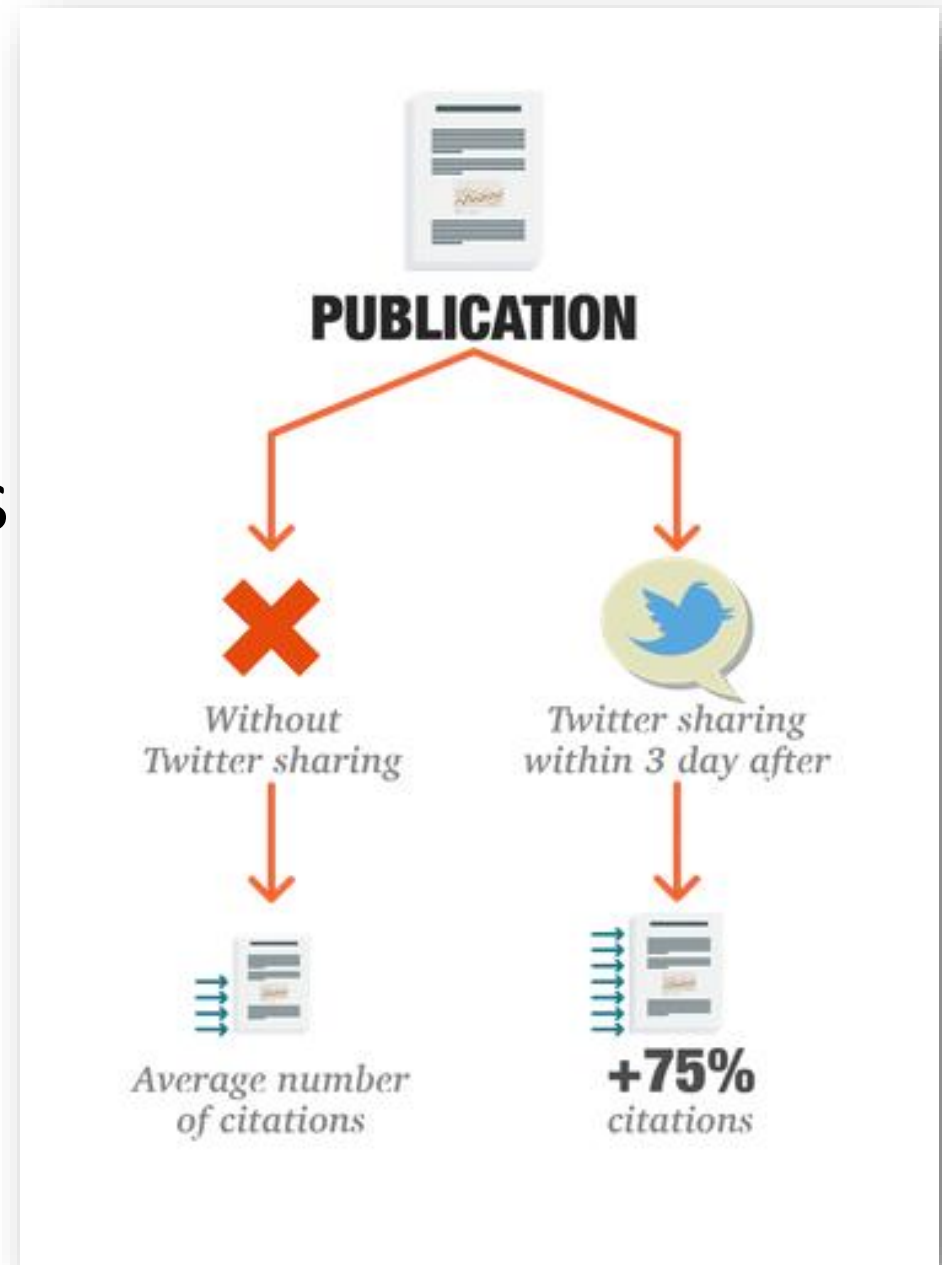 PUBLICATION
Without
Twitter sharing
Twitter sharing
within 3 day after
Average number
of citations
+75%
citations